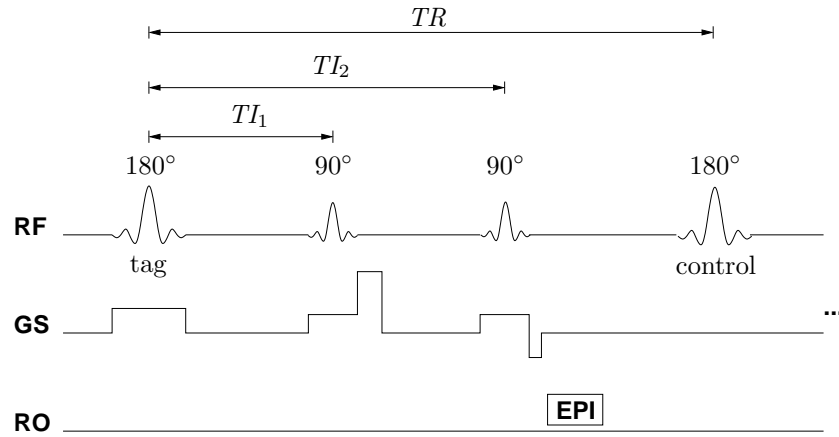 TR
TI₂
TI₁
180° 90° 90° 180°
RF
tag control
GS ...
EPI
RO